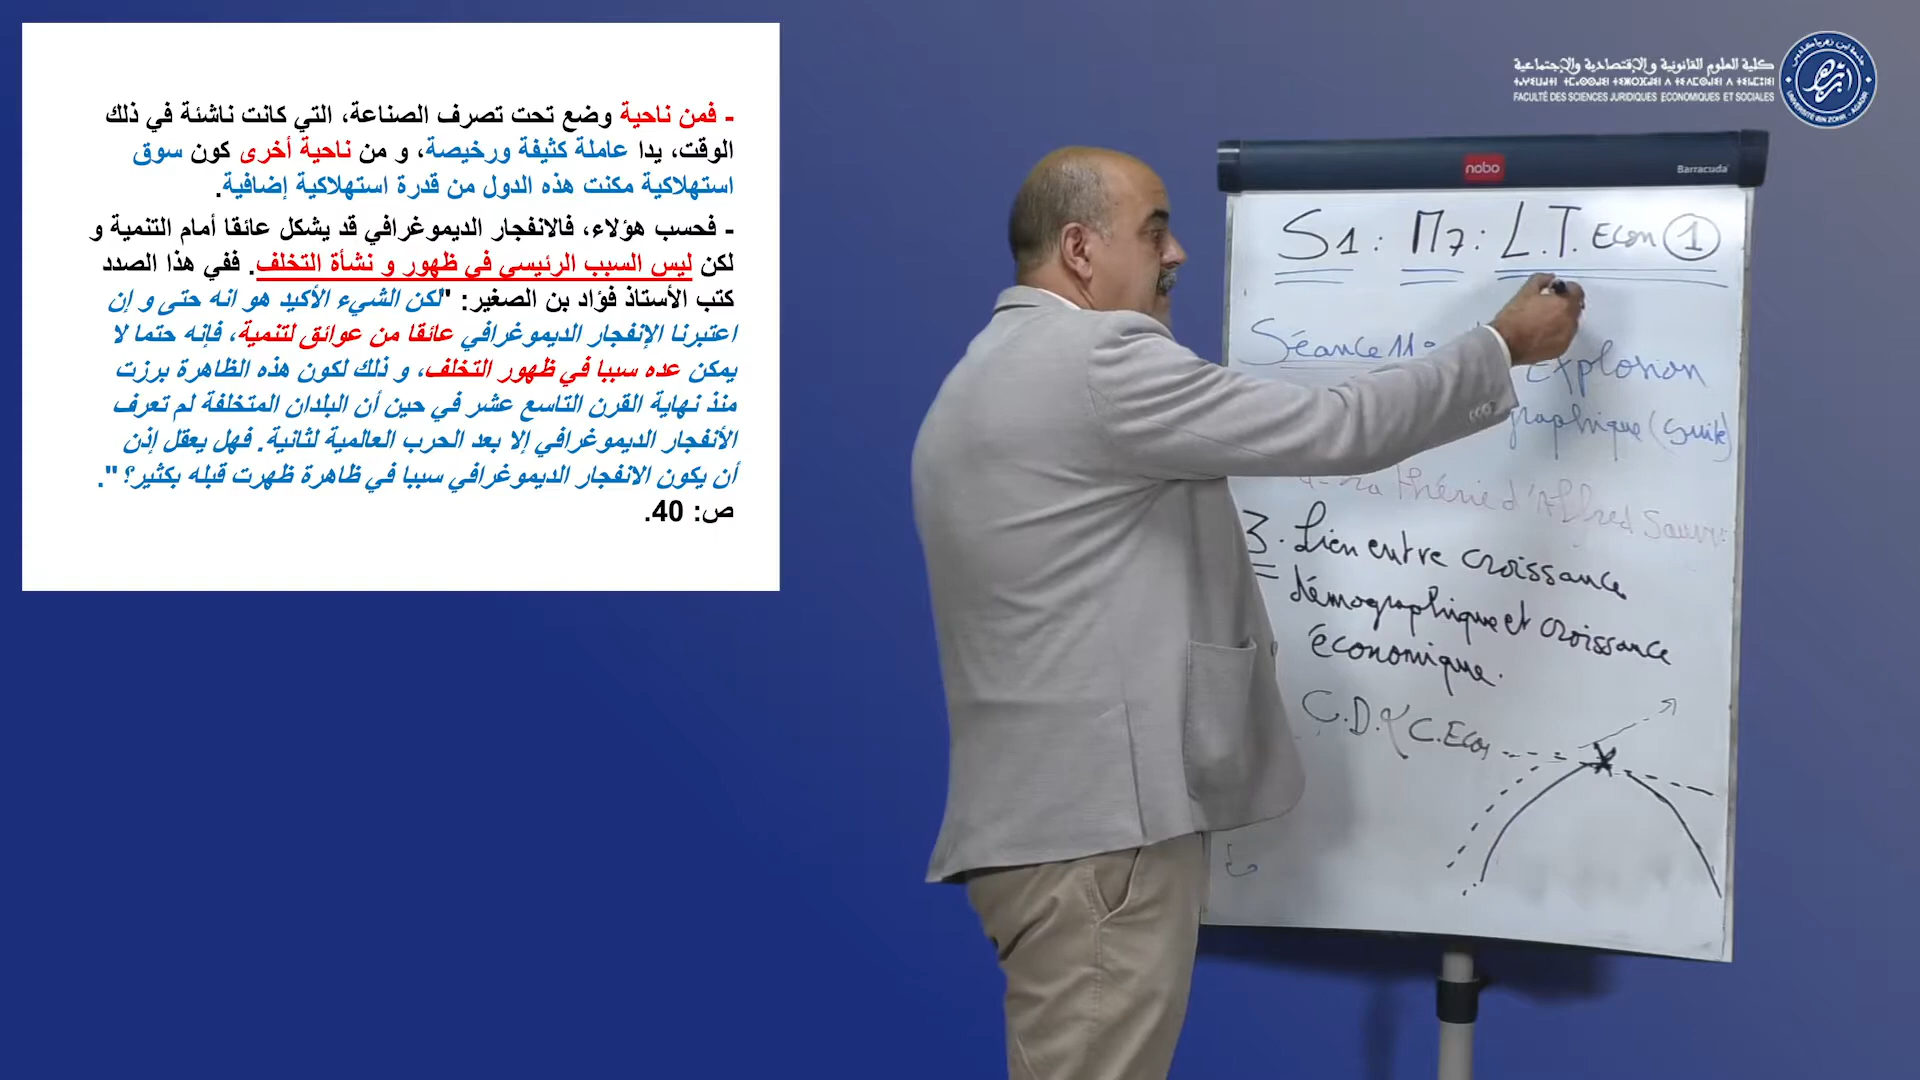 - فمن ناحية وضع تحت تصرف الصناعة، التي كانت ناشئة في ذلك
الوقت، يدا عاملة كثيفة ورخيصة، و من ناحية أخرى كون سوق
استهلاكية مكنت هذه الدول من قدرة استهلاكية إضافية.
- فحسب هؤلاء، فالانفجار الديموغرافي قد يشكل عائقا أمام التنمية و
لكن ليس السبب الرئيسي في ظهور و نشأة التخلف. ففي هذا الصدد
كتب الأستاذ فؤاد بن الصغير: "لكن الشيء الأكيد هو انه حتى و إن
اعتبرنا الإنفجار الديموغرافي عائقا من عوائق لتنمية، فإنه حتما لا
يمكن عده سببا في ظهور التخلف، و ذلك لكون هذه الظاهرة برزت
منذ نهاية القرن التاسع عشر في حين أن البلدان المتخلفة لم تعرف
الأنفجار الديموغرافي إلا بعد الحرب العالمية لثانية. فهل يعقل إذن
أن يكون الانفجار الديموغرافي سببا في ظاهرة ظهرت قبله بكثير؟ ".
ص: 40.
كلية العلوم القانونية والإقتصادية والإجتماعية
FACULTÉ DES SCIENCES JURIDIQUES ECONOMIQUES ET SOCIALES
nobo
Barracuda
S1 : M7 : L.T. Econ 1
Séance 11 Explosion
graphique (suite)
la théorie d'Alfred Sauvy
3. Lien entre croissance
démographique et croissance
économique.
C.D. C.Eco